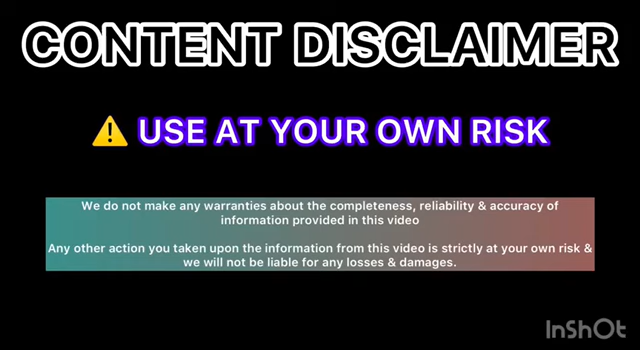 CONTENT DISCLAIMER
⚠️ USE AT YOUR OWN RISK
We do not make any warranties about the completeness, reliability & accuracy of
information provided in this video
Any other action you taken upon the information from this video is strictly at your own risk &
we will not be liable for any losses & damages.
InShOt